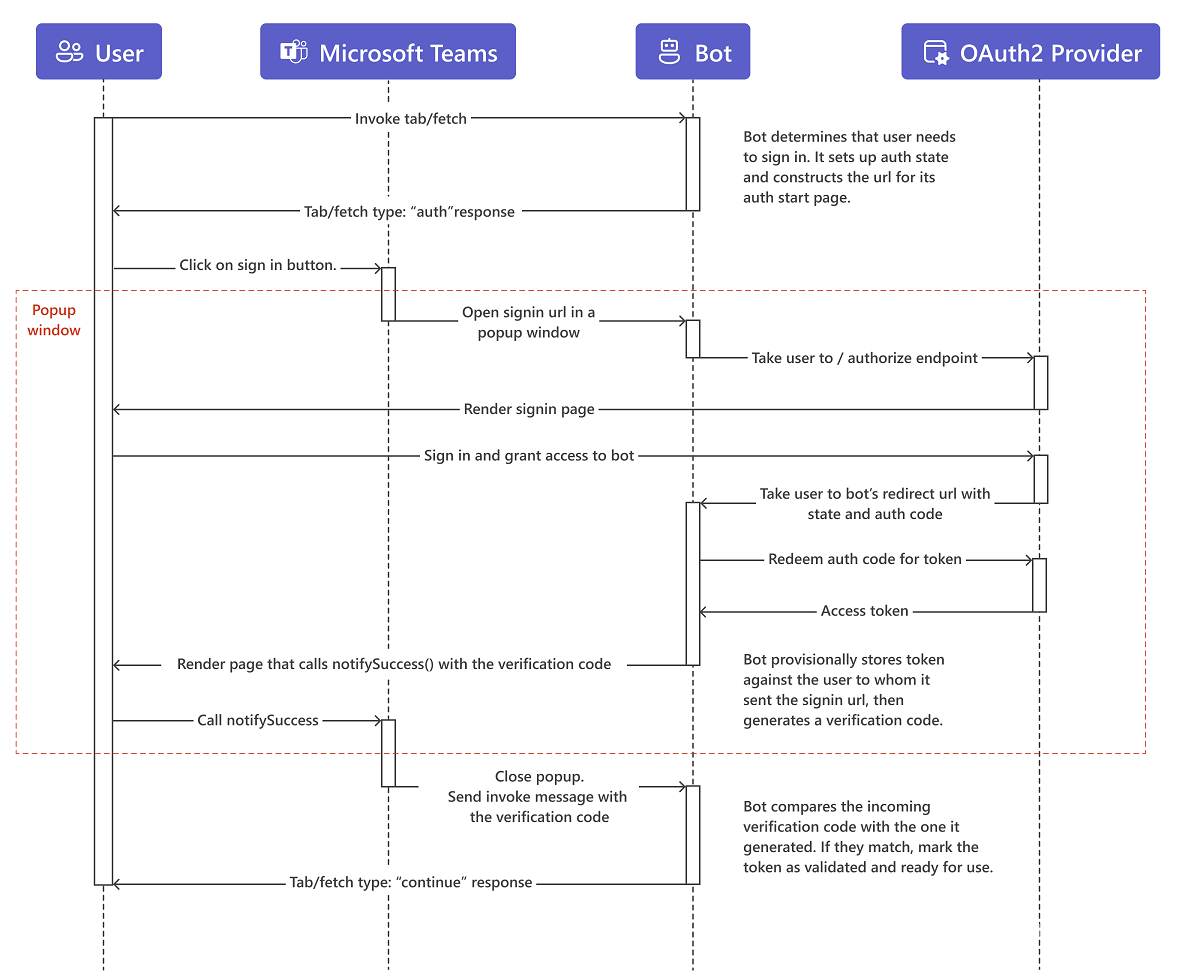 User
Microsoft Teams
Bot
OAuth2 Provider
Invoke tab/fetch
Bot determines that user needs
to sign in. It sets up auth state
and constructs the url for its
auth start page.
Tab/fetch type: “auth”response
Click on sign in button.
Popup
window
Open signin url in a
popup window
Take user to / authorize endpoint
Render signin page
Sign in and grant access to bot
Take user to bot’s redirect url with
state and auth code
Redeem auth code for token
Access token
Render page that calls notifySuccess() with the verification code
Bot provisionally stores token
against the user to whom it
sent the signin url, then
generates a verification code.
Call notifySuccess
Close popup.
Send invoke message with
the verification code
Bot compares the incoming
verification code with the one it
generated. If they match, mark the
token as validated and ready for use.
Tab/fetch type: “continue” response